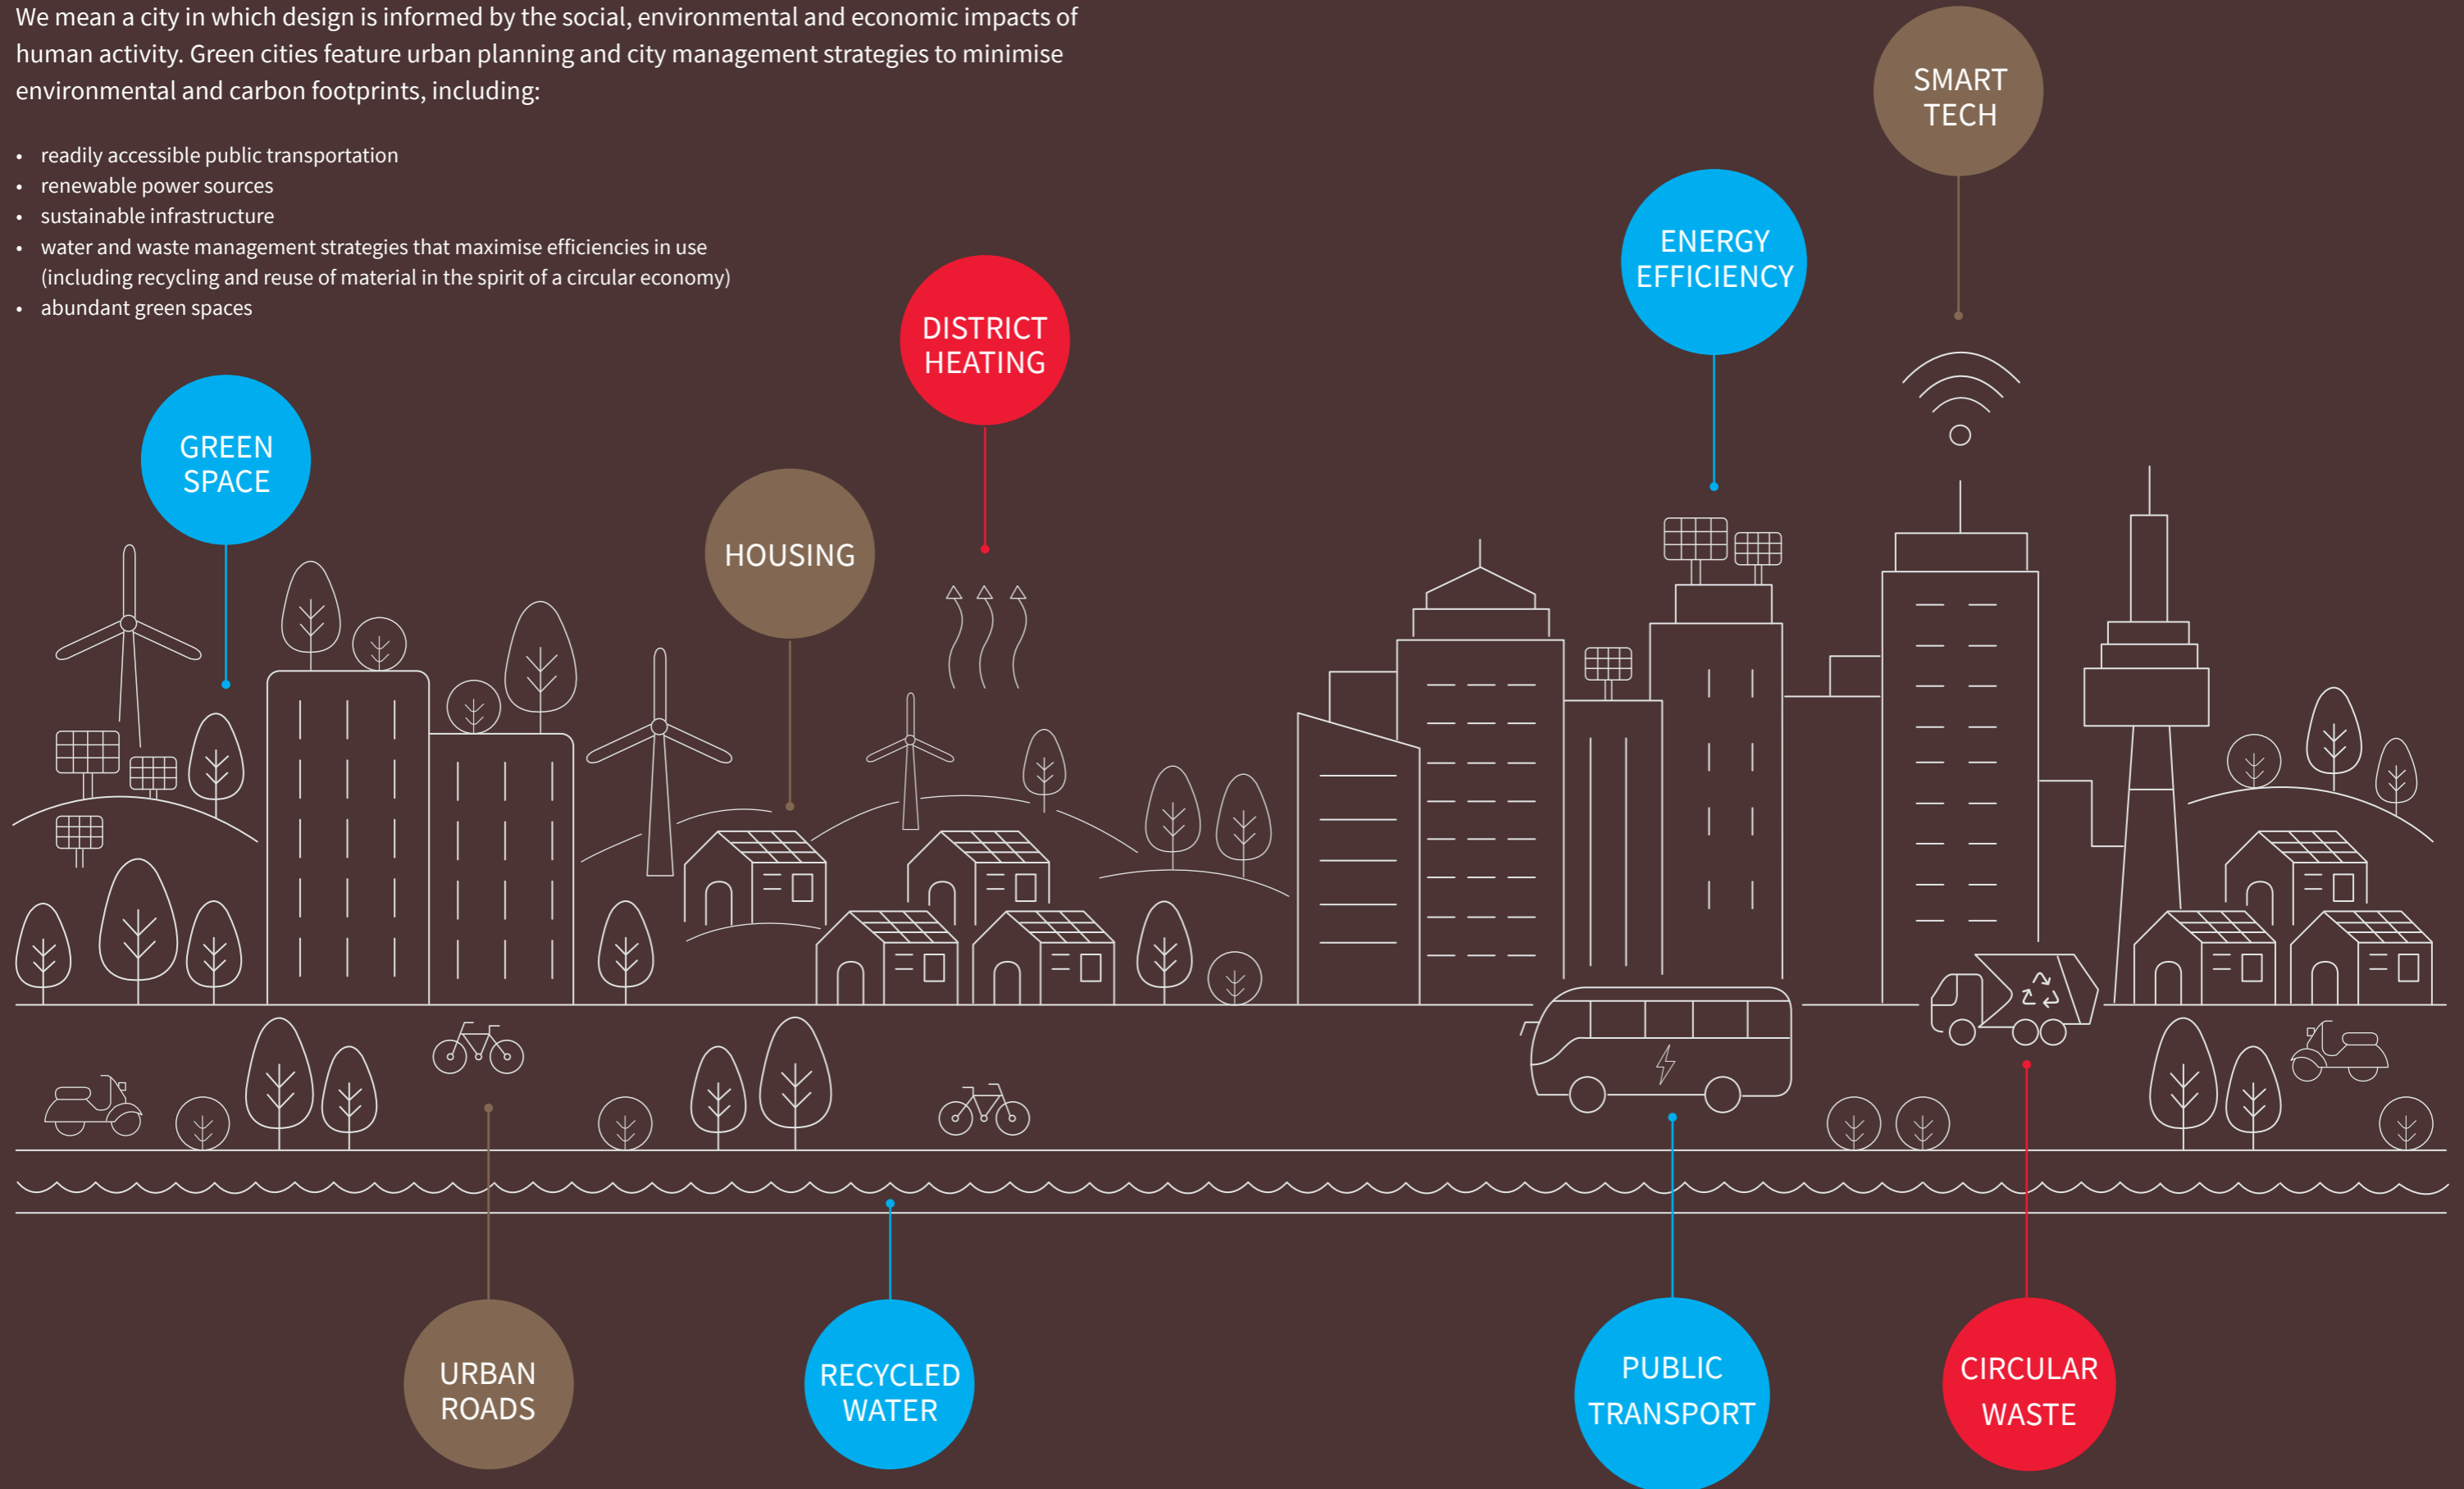 We mean a city in which design is informed by the social, environmental and economic impacts of
human activity. Green cities feature urban planning and city management strategies to minimise
environmental and carbon footprints, including:
• readily accessible public transportation
• renewable power sources
• sustainable infrastructure
• water and waste management strategies that maximise efficiencies in use
(including recycling and reuse of material in the spirit of a circular economy)
• abundant green spaces
SMART
TECH
ENERGY
EFFICIENCY
DISTRICT
HEATING
GREEN
SPACE
HOUSING
URBAN
ROADS
RECYCLED
WATER
PUBLIC
TRANSPORT
CIRCULAR
WASTE